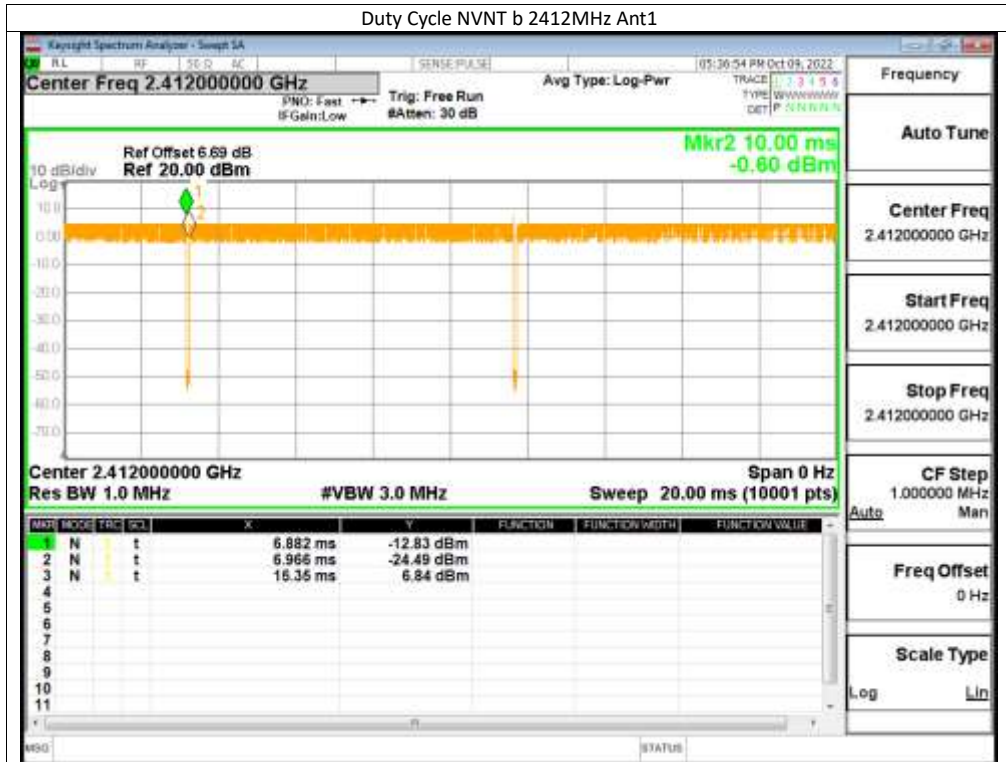 Duty Cycle NVNT b 2412MHz Ant1
Keysight Spectrum Analyzer - Swept SA
RL RF 50 Ω AC SENSE:PULSE 05:36:54 PM Oct 09, 2022
Center Freq 2.412000000 GHz
PNO: Fast
IFGain:Low
Trig: Free Run
#Atten: 30 dB
Avg Type: Log-Pwr
TRACE 1 2 3 4 5 6
TYPE WWWWWWW
DET P N N N N N
Frequency
Auto Tune
Center Freq
2.412000000 GHz
Start Freq
2.412000000 GHz
Stop Freq
2.412000000 GHz
CF Step
1.000000 MHz
Auto Man
Freq Offset
0 Hz
Scale Type
Log Lin
Mkr2 10.00 ms
-0.60 dBm
Ref Offset 6.69 dB
10 dB/div Ref 20.00 dBm
Log
1
2
10.0
0.00
-10.0
-20.0
-30.0
-40.0
-50.0
-60.0
-70.0
Center 2.412000000 GHz Span 0 Hz
Res BW 1.0 MHz #VBW 3.0 MHz Sweep 20.00 ms (10001 pts)
MKR MODE TRC SCL X Y FUNCTION FUNCTION WIDTH FUNCTION VALUE
1 N 1 t 6.882 ms -12.83 dBm
2 N 1 t 6.966 ms -24.49 dBm
3 N 1 t 16.35 ms 6.84 dBm
4
5
6
7
8
9
10
11
MSG STATUS